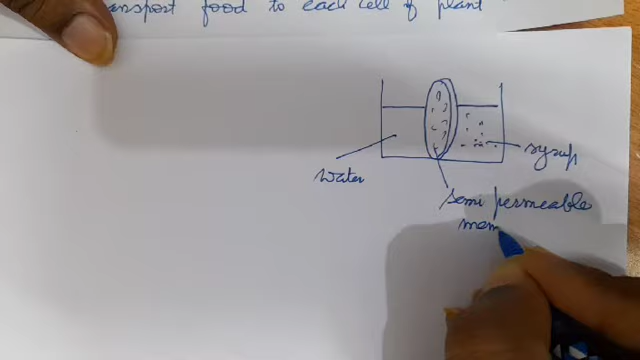 ansport food to each cell of plant
water
syrup
semi permeable
mem